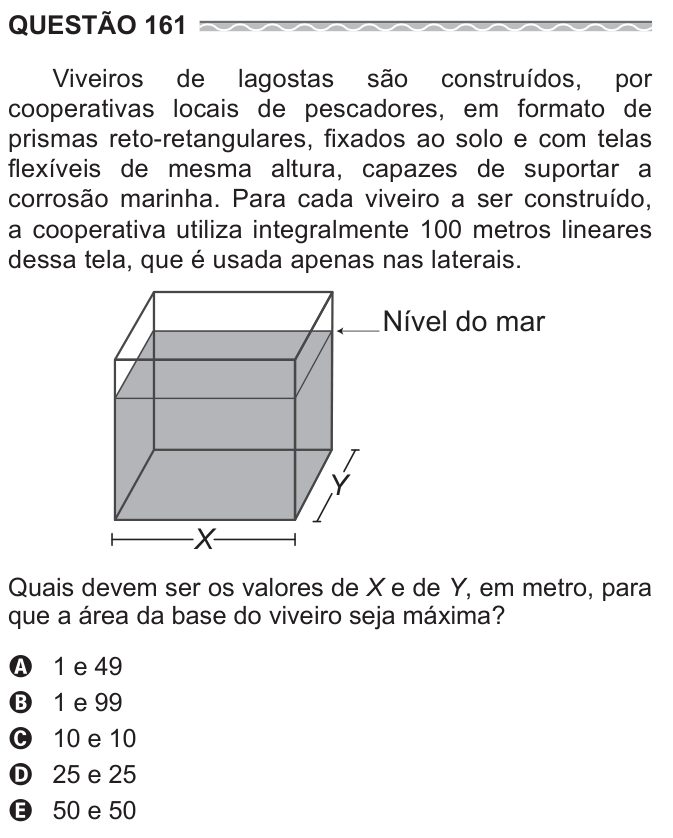 QUESTÃO 161
Viveiros de lagostas são construídos, por
cooperativas locais de pescadores, em formato de
prismas reto-retangulares, fixados ao solo e com telas
flexíveis de mesma altura, capazes de suportar a
corrosão marinha. Para cada viveiro a ser construído,
a cooperativa utiliza integralmente 100 metros lineares
dessa tela, que é usada apenas nas laterais.
Nível do mar
Y
X
Quais devem ser os valores de X e de Y, em metro, para
que a área da base do viveiro seja máxima?
A 1 e 49
B 1 e 99
C 10 e 10
D 25 e 25
E 50 e 50